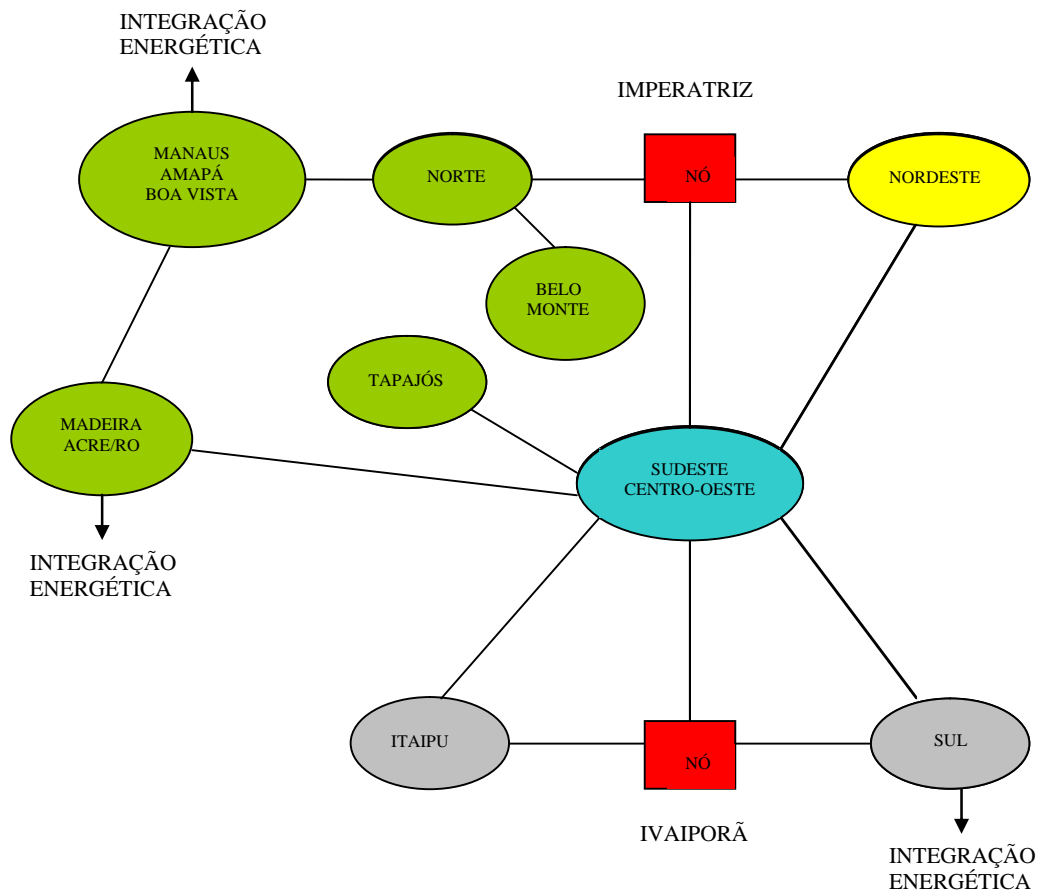 INTEGRAÇÃO
ENERGÉTICA
IMPERATRIZ
MANAUS
AMAPÁ
BOA VISTA
NORTE
NÓ
NORDESTE
BELO
MONTE
TAPAJÓS
MADEIRA
ACRE/RO
SUDESTE
CENTRO-OESTE
INTEGRAÇÃO
ENERGÉTICA
ITAIPU
NÓ
SUL
IVAIPORÃ
INTEGRAÇÃO
ENERGÉTICA